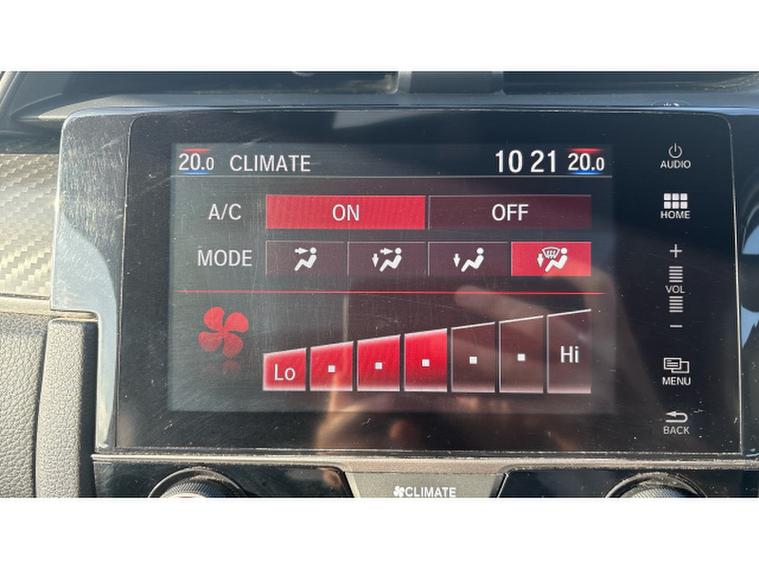 20.0 CLIMATE 10 21 20.0
A/C ON OFF
MODE
Lo Hi
AUDIO
HOME
+
VOL
−
MENU
BACK
CLIMATE